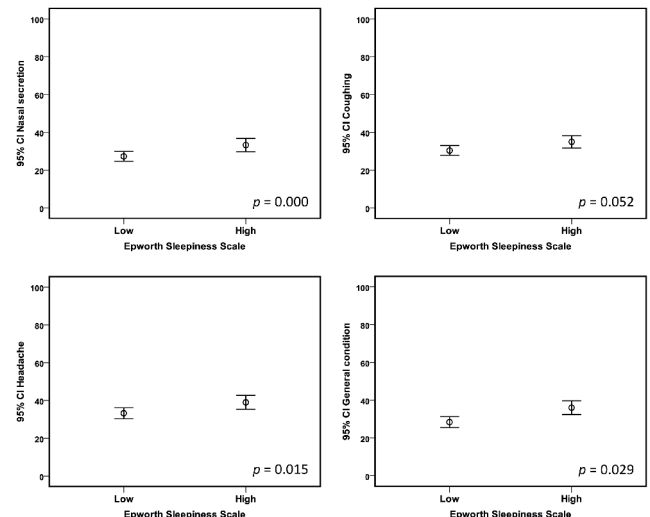 100
80
60
40
20
0
95% CI Nasal secretion
p = 0.000
Low High
Epworth Sleepiness Scale
100
80
60
40
20
0
95% CI Coughing
p = 0.052
Low High
Epworth Sleepiness Scale
100
80
60
40
20
0
95% CI Headache
p = 0.015
Low High
Epworth Sleepiness Scale
100
80
60
40
20
0
95% CI General condition
p = 0.029
Low High
Epworth Sleepiness Scale